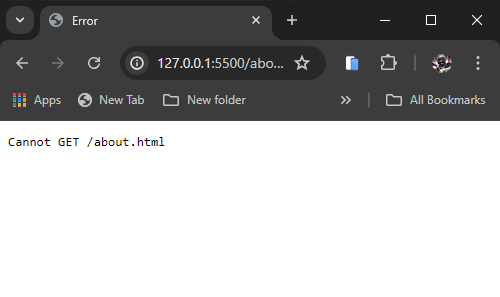 Error
127.0.0.1:5500/abo...
Apps
New Tab
New folder
All Bookmarks
Cannot GET /about.html